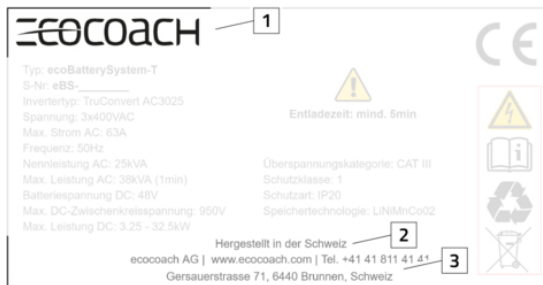 ecocoach
1
Typ: ecoBatterySystem-T
S-Nr: eBS-________
Invertertyp: TruConvert AC3025
Spannung: 3x400VAC
Max. Strom AC: 63A
Frequenz: 50Hz
Nennleistung AC: 25kVA
Max. Leistung AC: 38kVA (1min)
Batteriespannung DC: 48V
Max. DC-Zwischenkreisspannung: 950V
Max. Leistung DC: 3.25 - 32.5kW
Entladezeit: mind. 5min
Überspannungskategorie: CAT III
Schutzklasse: 1
Schutzart: IP20
Speichertechnologie: LiNiMnCo02
CE
Hergestellt in der Schweiz
2
ecocoach AG | www.ecocoach.com | Tel. +41 41 811 41 41
3
Gersauerstrasse 71, 6440 Brunnen, Schweiz